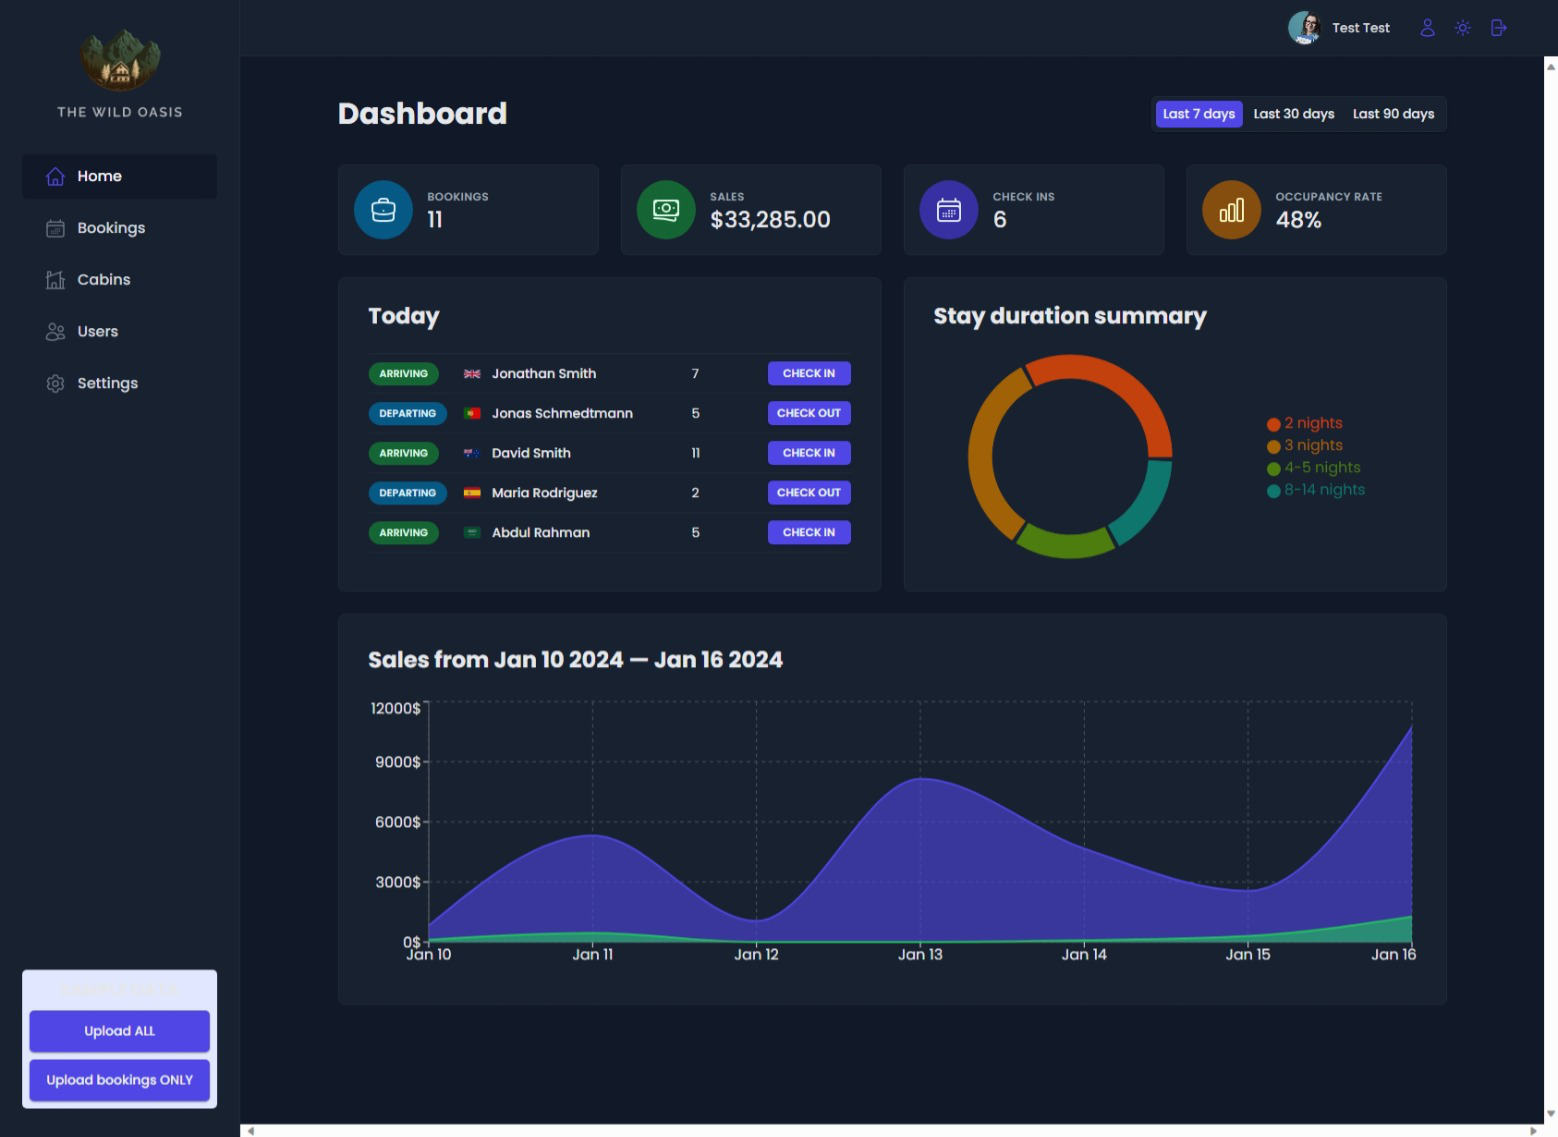 THE WILD OASIS
Home
Bookings
Cabins
Users
Settings
Upload ALL
Upload bookings ONLY
Test Test
Dashboard
Last 7 days Last 30 days Last 90 days
BOOKINGS
11
SALES
$33,285.00
CHECK INS
6
OCCUPANCY RATE
48%
Today
ARRIVING Jonathan Smith 7 CHECK IN
DEPARTING Jonas Schmedtmann 5 CHECK OUT
ARRIVING David Smith 11 CHECK IN
DEPARTING Maria Rodriguez 2 CHECK OUT
ARRIVING Abdul Rahman 5 CHECK IN
Stay duration summary
2 nights
3 nights
4-5 nights
8-14 nights
Sales from Jan 10 2024 — Jan 16 2024
12000$
9000$
6000$
3000$
0$
Jan 10 Jan 11 Jan 12 Jan 13 Jan 14 Jan 15 Jan 16